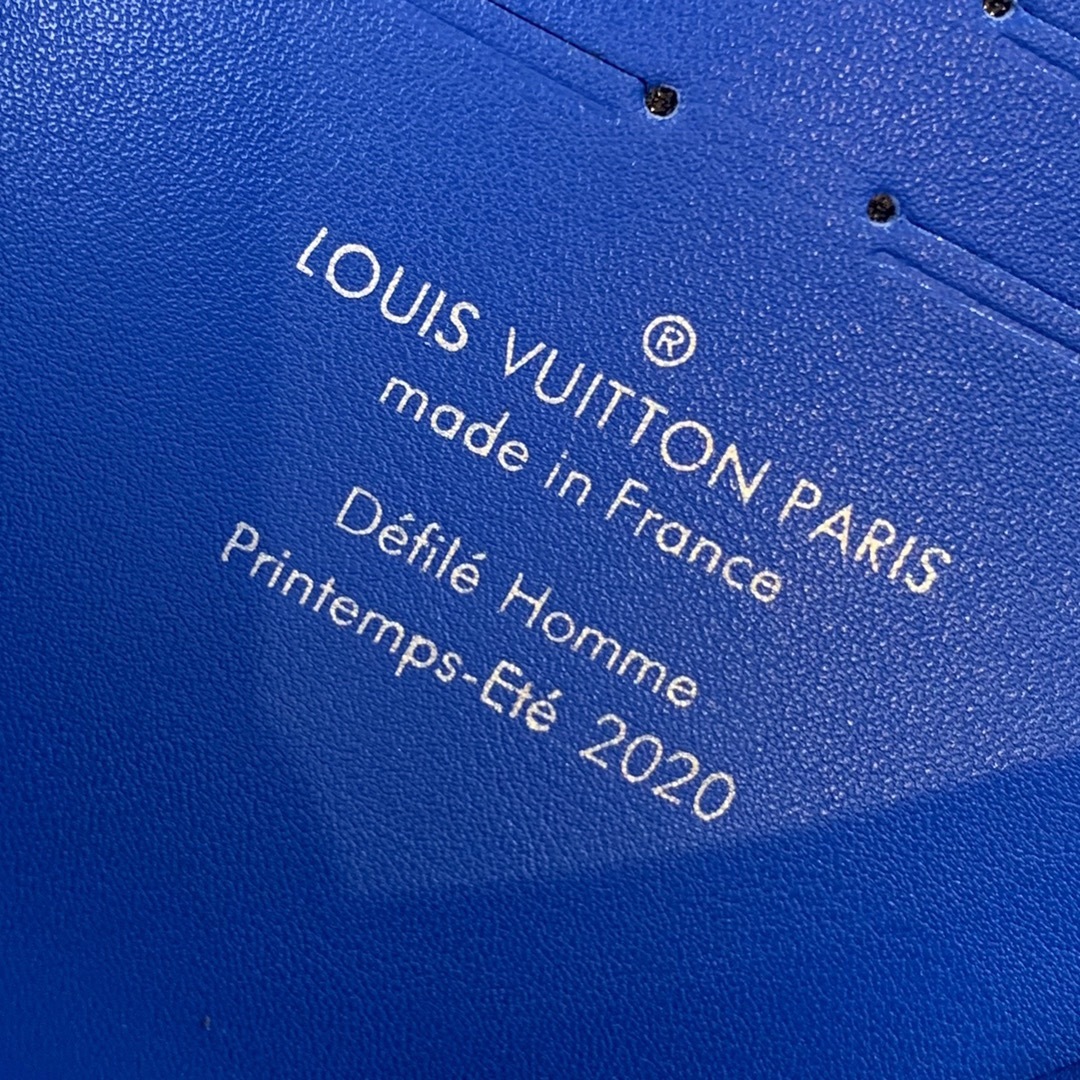 ®
LOUIS VUITTON PARIS
made in France
Défilé Homme
Printemps-Eté 2020